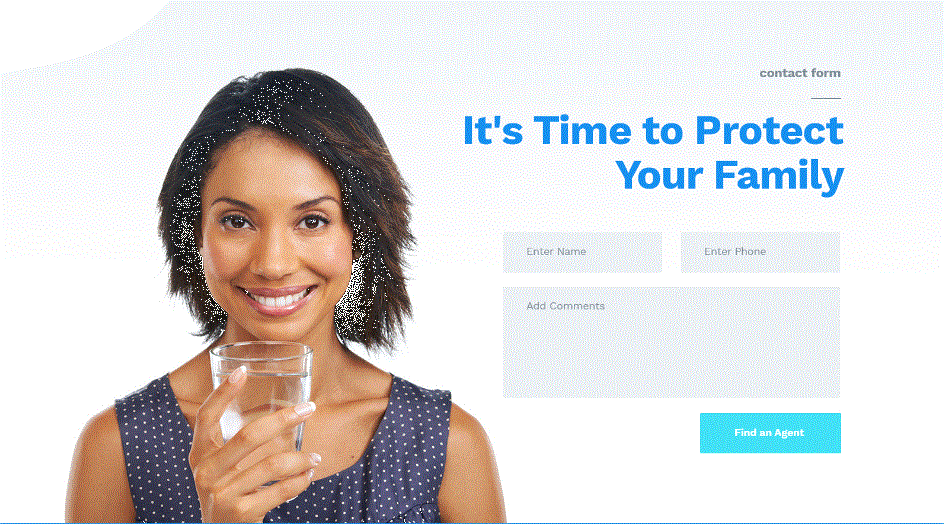 contact form
It's Time to Protect
Your Family
Enter Name
Enter Phone
Add Comments
Find an Agent